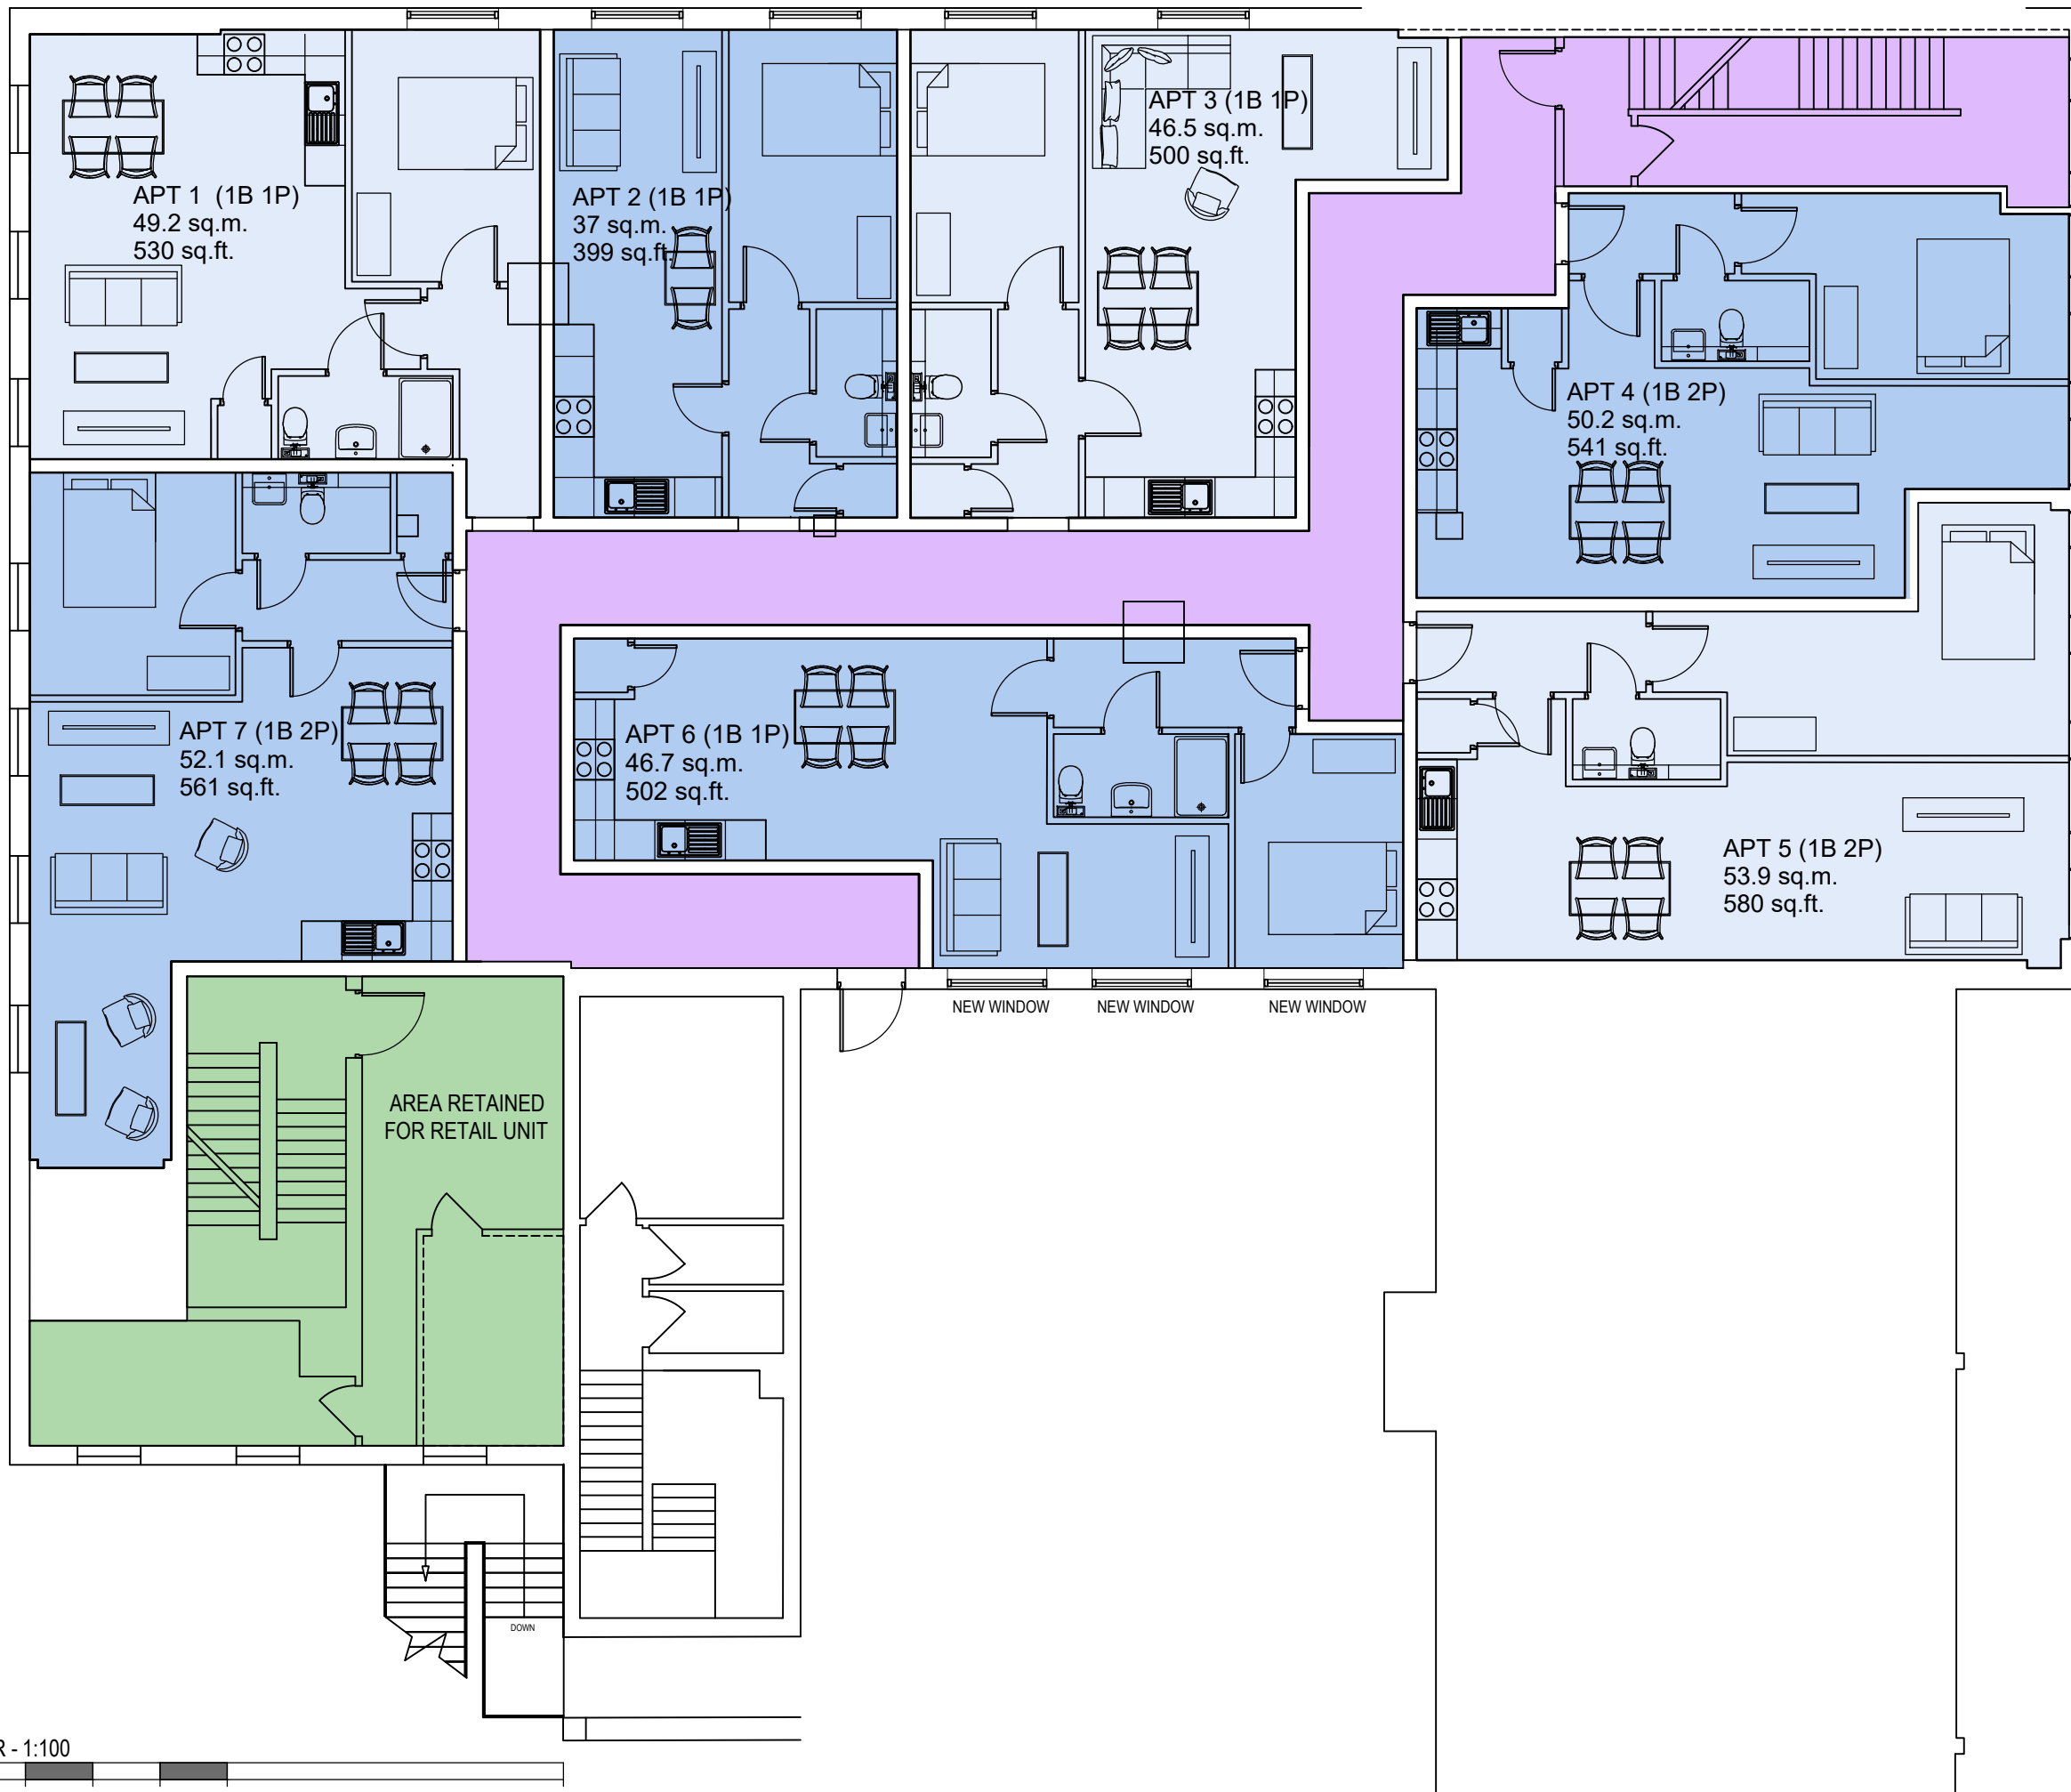 APT 1 (1B 1P)
49.2 sq.m.
530 sq.ft.
APT 2 (1B 1P)
37 sq.m.
399 sq.ft.
APT 3 (1B 1P)
46.5 sq.m.
500 sq.ft.
APT 4 (1B 2P)
50.2 sq.m.
541 sq.ft.
APT 7 (1B 2P)
52.1 sq.m.
561 sq.ft.
APT 6 (1B 1P)
46.7 sq.m.
502 sq.ft.
APT 5 (1B 2P)
53.9 sq.m.
580 sq.ft.
NEW WINDOW
NEW WINDOW
NEW WINDOW
AREA RETAINED
FOR RETAIL UNIT
DOWN
R - 1:100